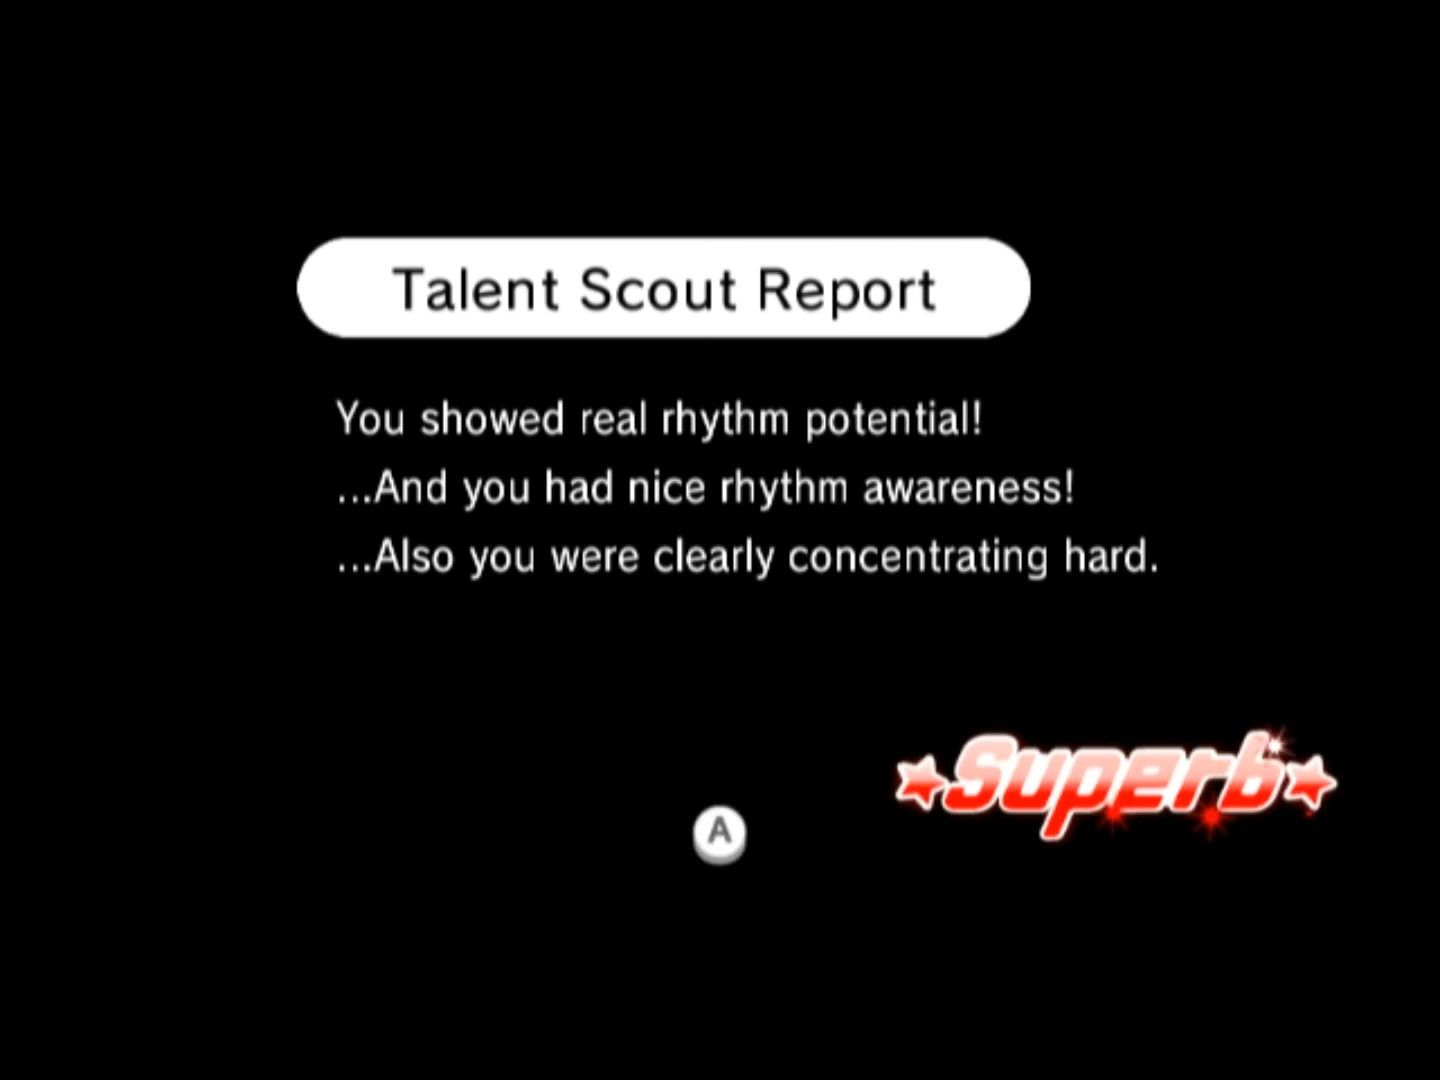 Talent Scout Report
You showed real rhythm potential!
...And you had nice rhythm awareness!
...Also you were clearly concentrating hard.
Superb
A